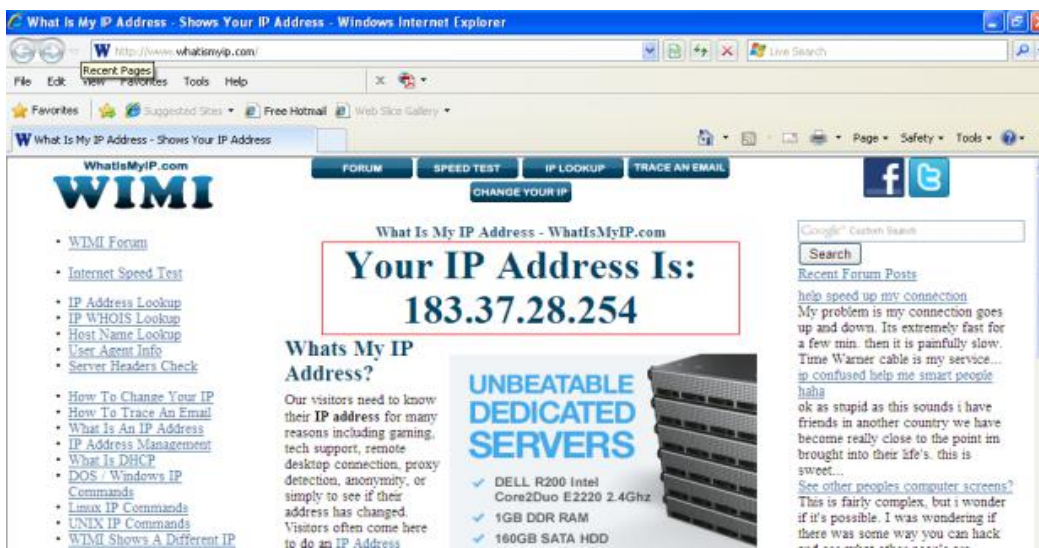 What Is My IP Address - Shows Your IP Address - Windows Internet Explorer
http://www.whatismyip.com/
Live Search
Recent Pages
File Edit View Favorites Tools Help
Favorites Suggested Sites Free Hotmail Web Slice Gallery
What Is My IP Address - Shows Your IP Address
Page Safety Tools
WhatIsMyIP.com
WIMI
FORUM SPEED TEST IP LOOKUP TRACE AN EMAIL
CHANGE YOUR IP
WIMI Forum
Internet Speed Test
IP Address Lookup
IP WHOIS Lookup
Host Name Lookup
User Agent Info
Server Headers Check
How To Change Your IP
How To Trace An Email
What Is An IP Address
IP Address Management
What Is DHCP
DOS / Windows IP
Commands
Linux IP Commands
UNIX IP Commands
WIMI Shows A Different IP
What Is My IP Address - WhatIsMyIP.com
Your IP Address Is:
183.37.28.254
Whats My IP
Address?
Our visitors need to know
their IP address for many
reasons including gaming,
tech support, remote
desktop connection, proxy
detection, anonymity, or
simply to see if their
address has changed.
Visitors often come here
to do an IP Address
UNBEATABLE
DEDICATED
SERVERS
DELL R200 Intel
Core2Duo E2220 2.4Ghz
1GB DDR RAM
160GB SATA HDD
Google Custom Search
Search
Recent Forum Posts
help speed up my connection
My problem is my connection goes
up and down. Its extremely fast for
a few min. then it is painfully slow.
Time Warner cable is my service...
ip confused help me smart people
haha
ok as stupid as this sounds i have
friends in another country we have
become really close to the point im
brought into their life's. this is
sweet...
See other peoples computer screens?
This is fairly complex, but i wonder
if it's possible. I was wondering if
there was some way you can hack